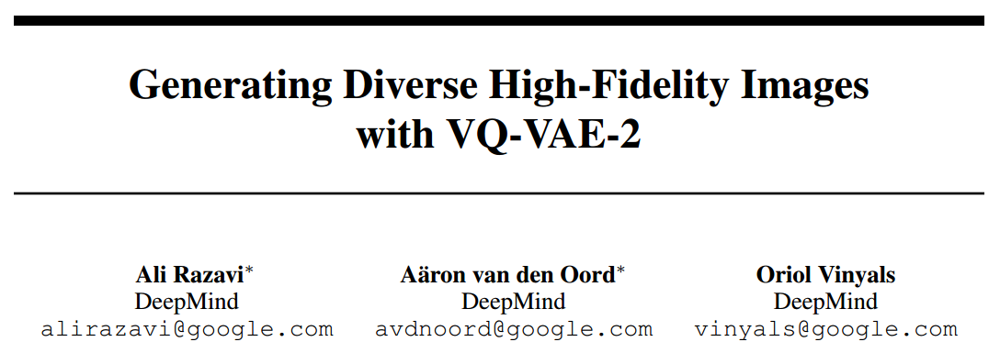 Generating Diverse High-Fidelity Images
with VQ-VAE-2
Ali Razavi* Aäron van den Oord* Oriol Vinyals
DeepMind DeepMind DeepMind
alirazavi@google.com avdnoord@google.com vinyals@google.com